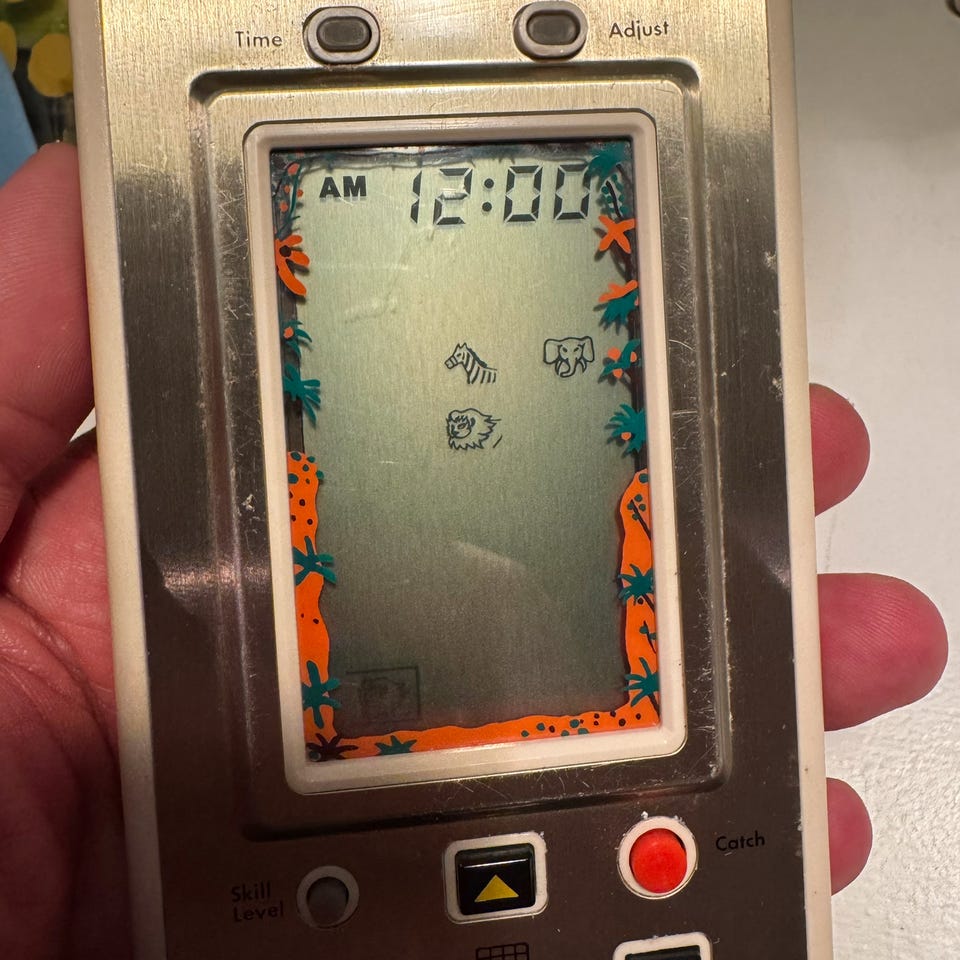 Time
Adjust
AM 12:00
Catch
Skill
Level